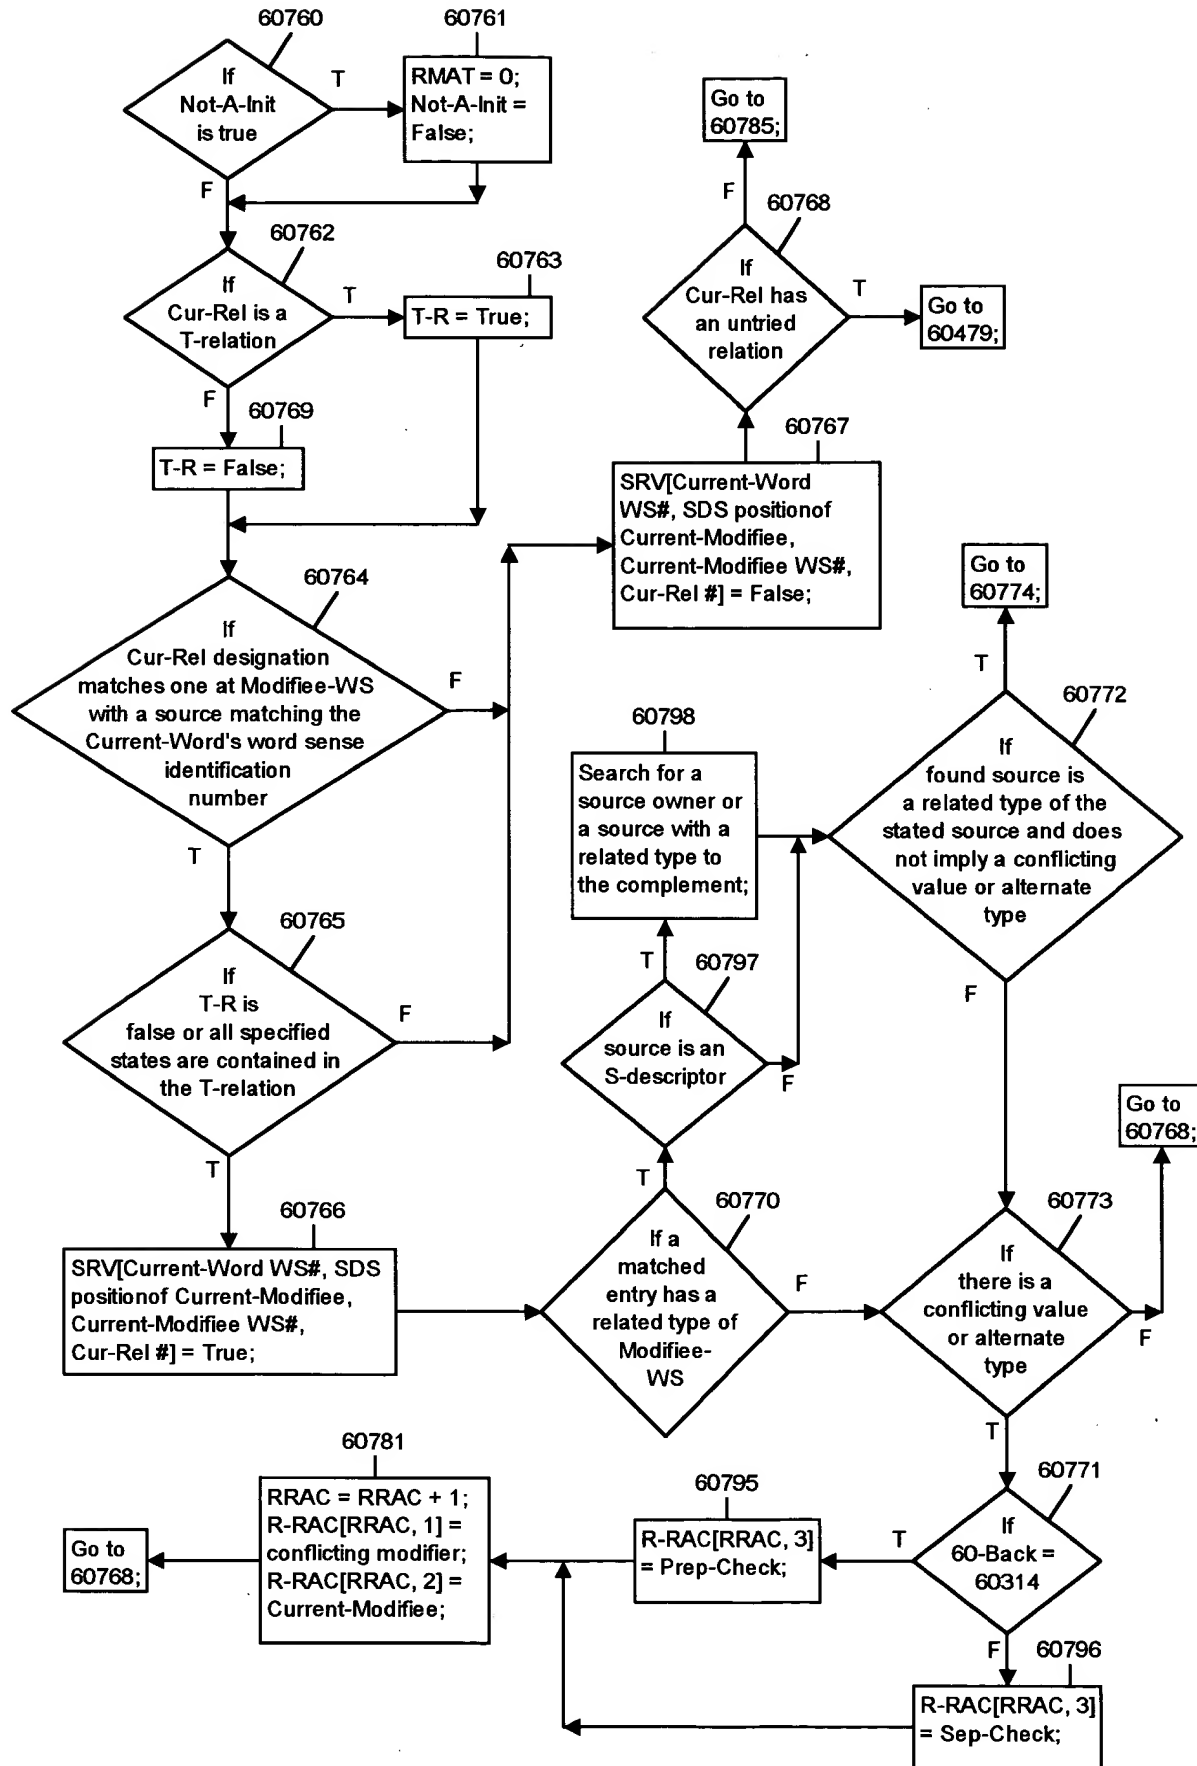 60760
If
Not-A-Init
is true
T
F
60761
RMAT = 0;
Not-A-Init =
False;
60762
If
Cur-Rel is a
T-relation
T
F
60763
T-R = True;
60769
T-R = False;
60764
If
Cur-Rel designation
matches one at Modifiee-WS
with a source matching the
Current-Word's word sense
identification
number
F
T
60765
If
T-R is
false or all specified
states are contained in
the T-relation
F
T
60766
SRV[Current-Word WS#, SDS
positionof Current-Modifiee,
Current-Modifiee WS#,
Cur-Rel #] = True;
Go to
60785;
F
60768
If
Cur-Rel has
an untried
relation
T
Go to
60479;
60767
SRV[Current-Word
WS#, SDS positionof
Current-Modifiee,
Current-Modifiee WS#,
Cur-Rel #] = False;
60798
Search for a
source owner or
a source with a
related type to
the complement;
T
60797
If
source is an
S-descriptor
F
T
60770
If a
matched
entry has a
related type of
Modifiee-
WS
F
Go to
60774;
T
60772
If
found source is
a related type of the
stated source and does
not imply a conflicting
value or alternate
type
F
Go to
60768;
60773
If
there is a
conflicting value
or alternate
type
F
T
60771
If
60-Back =
60314
T
F
60795
R-RAC[RRAC, 3]
= Prep-Check;
60796
R-RAC[RRAC, 3]
= Sep-Check;
60781
RRAC = RRAC + 1;
R-RAC[RRAC, 1] =
conflicting modifier;
R-RAC[RRAC, 2] =
Current-Modifiee;
Go to
60768;